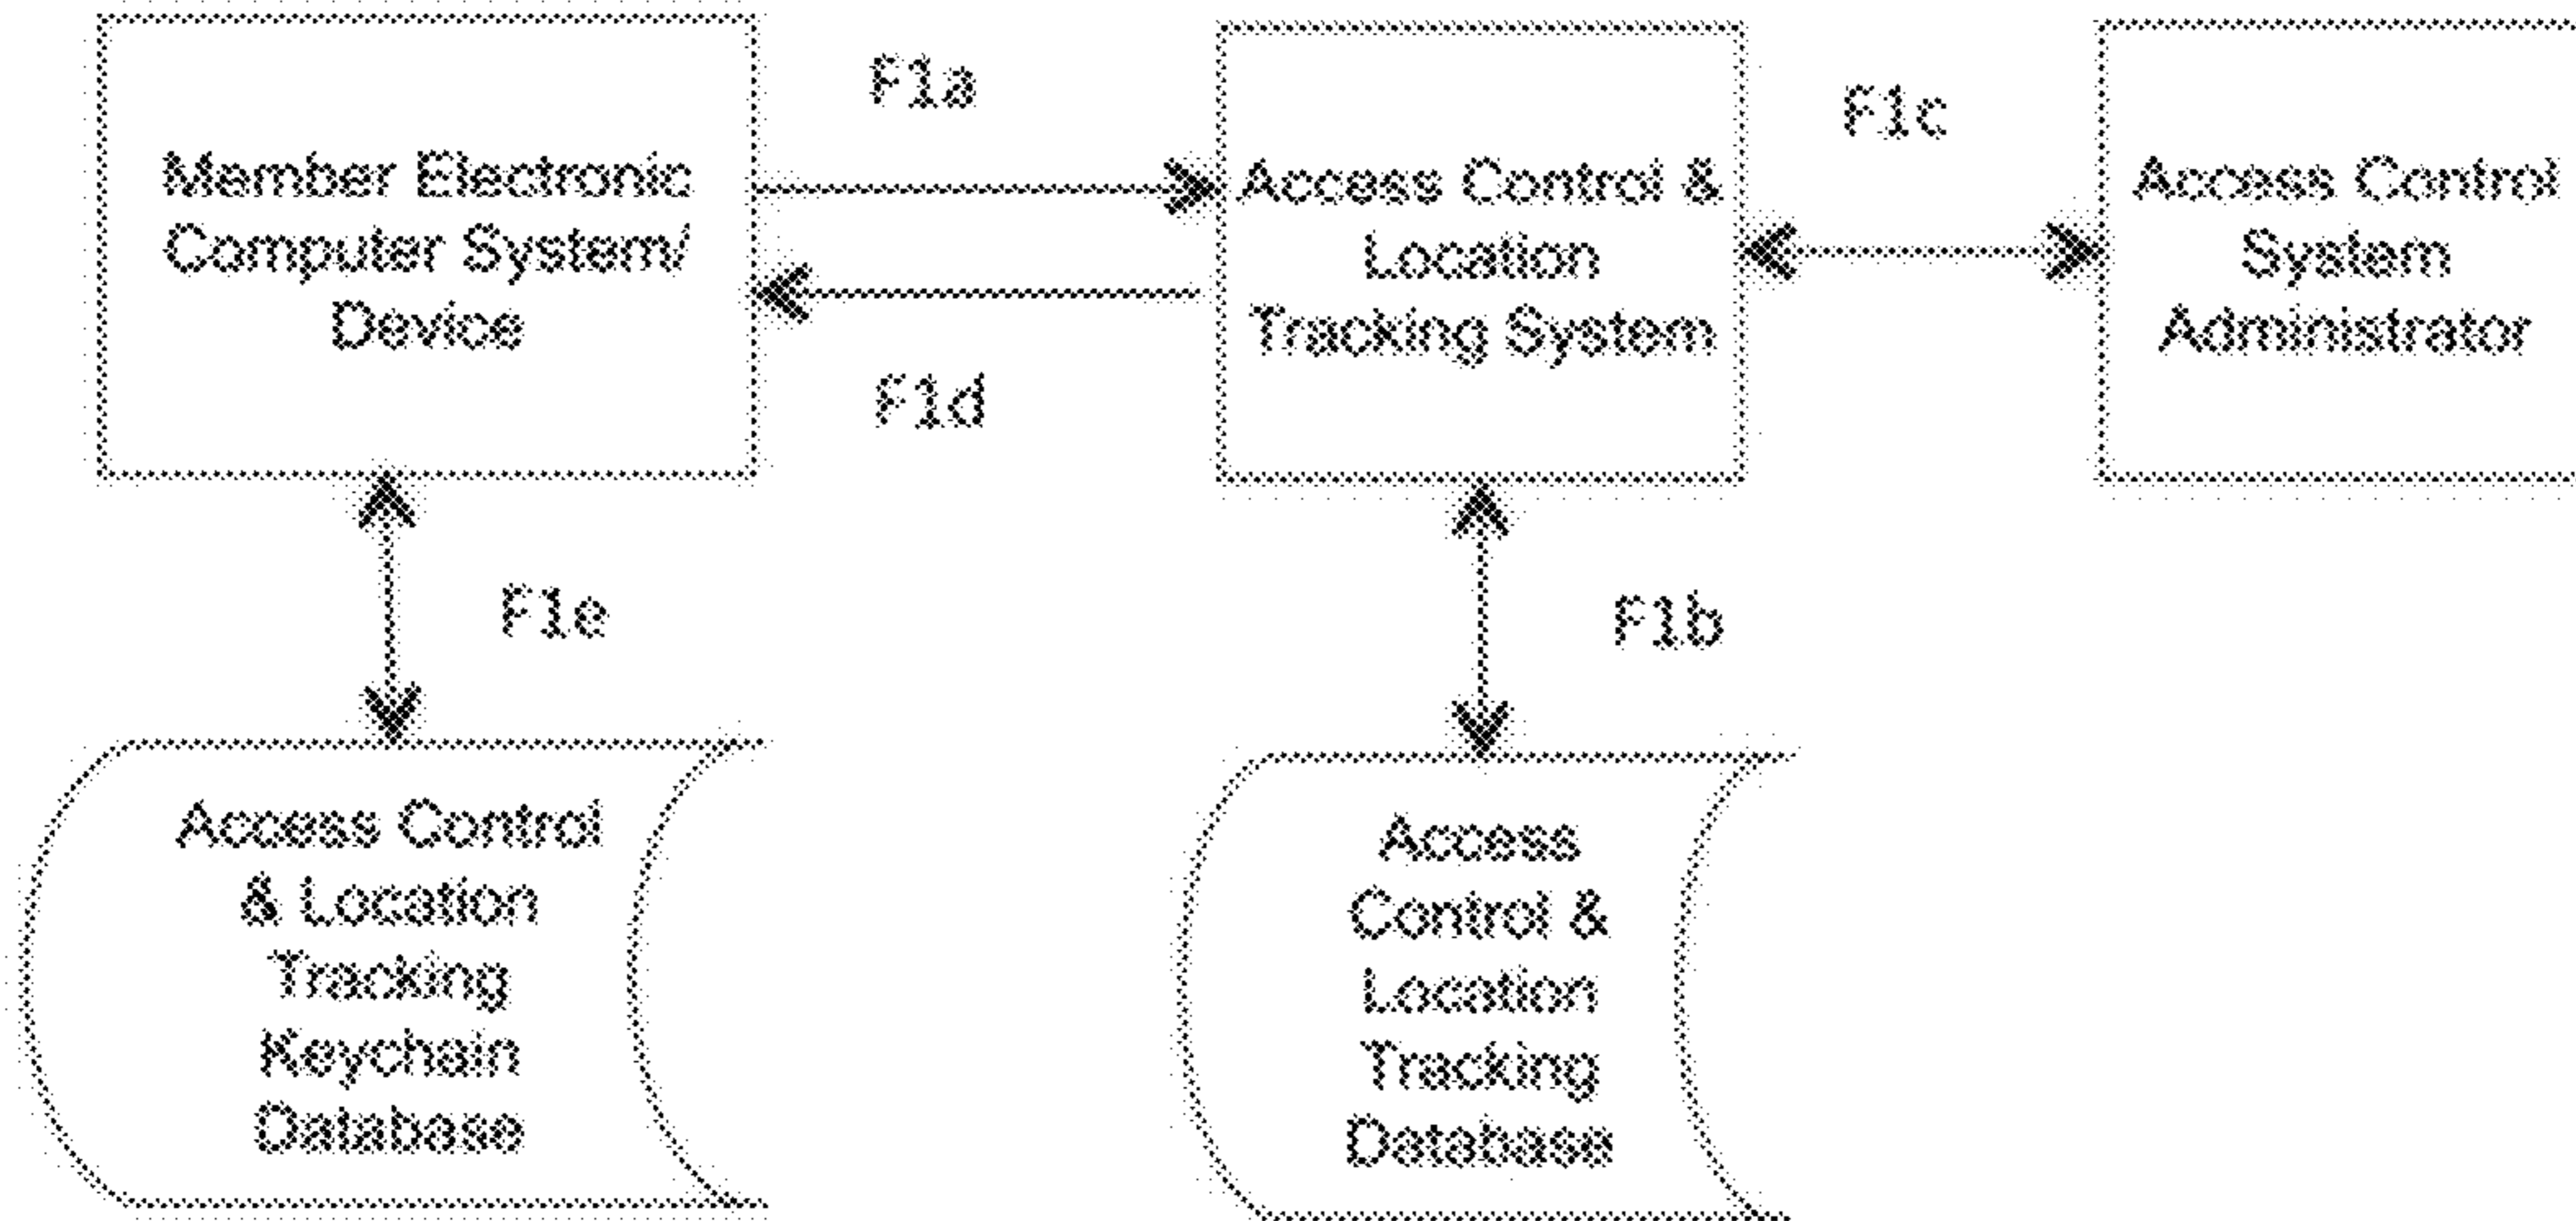 F1a
F1c
Member Electronic
Computer System/
Device
Access Control &
Location
Tracking System
Access Control
System
Administrator
F1d
F1e
F1b
Access Control
& Location
Tracking
Keychain
Database
Access
Control &
Location
Tracking
Database